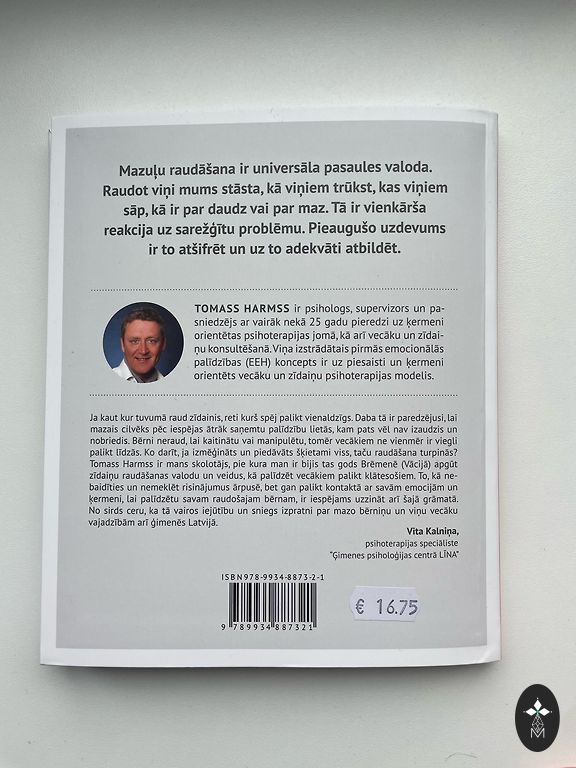 Mazuļu raudāšana ir universāla pasaules valoda.
Raudot viņi mums stāsta, kā viņiem trūkst, kas viņiem
sāp, kā ir par daudz vai par maz. Tā ir vienkārša
reakcija uz sarežģītu problēmu. Pieaugušo uzdevums
ir to atšifrēt un uz to adekvāti atbildēt.
TOMASS HARMSS ir psihologs, supervizors un pa-
sniedzējs ar vairāk nekā 25 gadu pieredzi uz ķermeni
orientētas psihoterapijas jomā, kā arī vecāku un zīdai-
ņu konsultēšanā. Viņa izstrādātais pirmās emocionālās
palīdzības (EEH) koncepts ir uz piesaisti un ķermeni
orientēts vecāku un zīdaiņu psihoterapijas modelis.
Ja kaut kur tuvumā raud zīdainis, reti kurš spēj palikt vienaldzīgs. Daba tā ir paredzējusi, lai
mazais cilvēks pēc iespējas ātrāk saņemtu palīdzību lietās, kam pats vēl nav izaudzis un
nobriedis. Bērni neraud, lai kaitinātu vai manipulētu, tomēr vecākiem ne vienmēr ir viegli
palikt līdzās. Ko darīt, ja izmēģināts un piedāvāts šķietami viss, taču raudāšana turpinās?
Tomass Harmss ir mans skolotājs, pie kura man ir bijis tas gods Brēmenē (Vācijā) apgūt
zīdaiņu raudāšanas valodu un veidus, kā palīdzēt vecākiem palikt klātesošiem. To, kā ne-
baidīties un nemeklēt risinājumus ārpusē, bet gan palikt kontaktā ar savām emocijām un
ķermeni, lai palīdzētu savam raudošajam bērnam, ir iespējams uzzināt arī šajā grāmatā.
No sirds ceru, ka tā vairos iejūtību un sniegs izpratni par mazo bērniņu un viņu vecāku
vajadzībām arī ģimenēs Latvijā.
Vita Kalniņa,
psihoterapijas speciāliste
"Ģimenes psiholoģijas centrā LĪNA"
ISBN978-9934-8873-2-1
9 789934 887321
€ 16.75
M